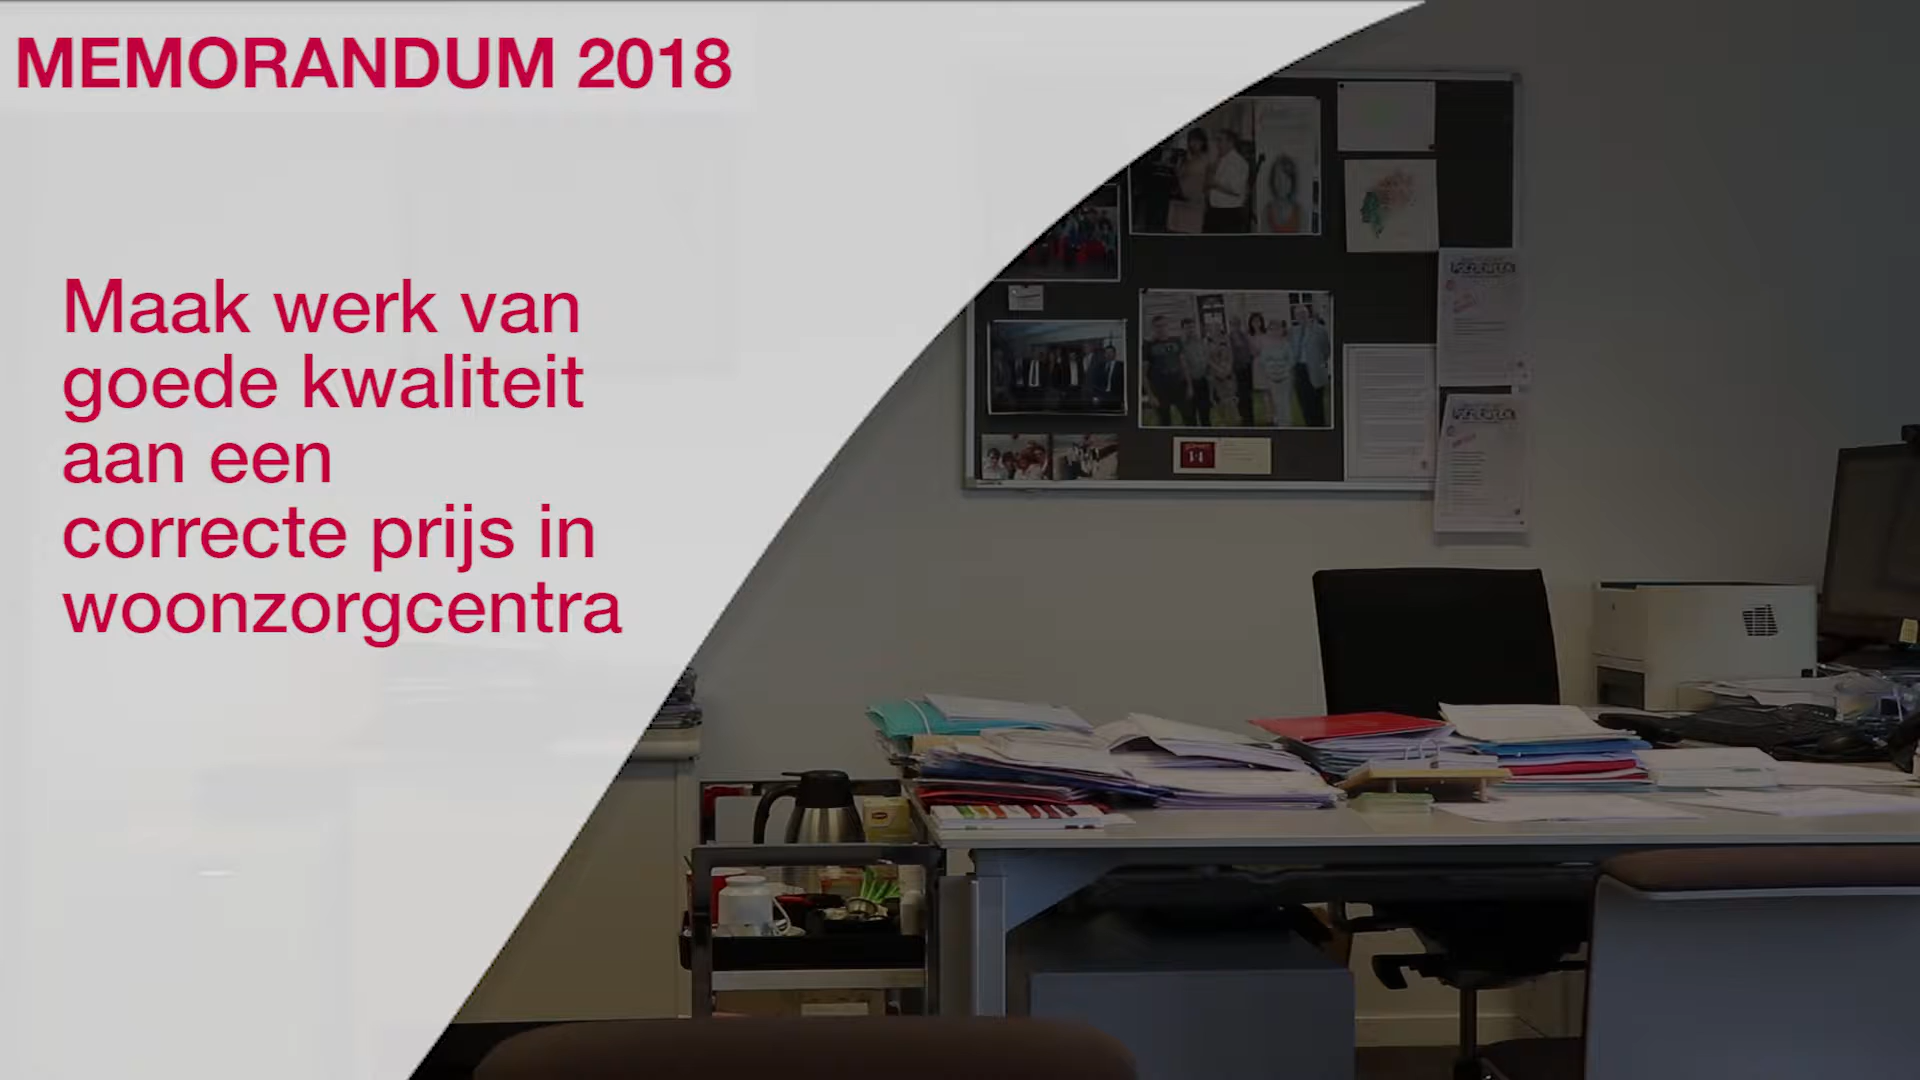 MEMORANDUM 2018
Maak werk van
goede kwaliteit
aan een
correcte prijs in
woonzorgcentra